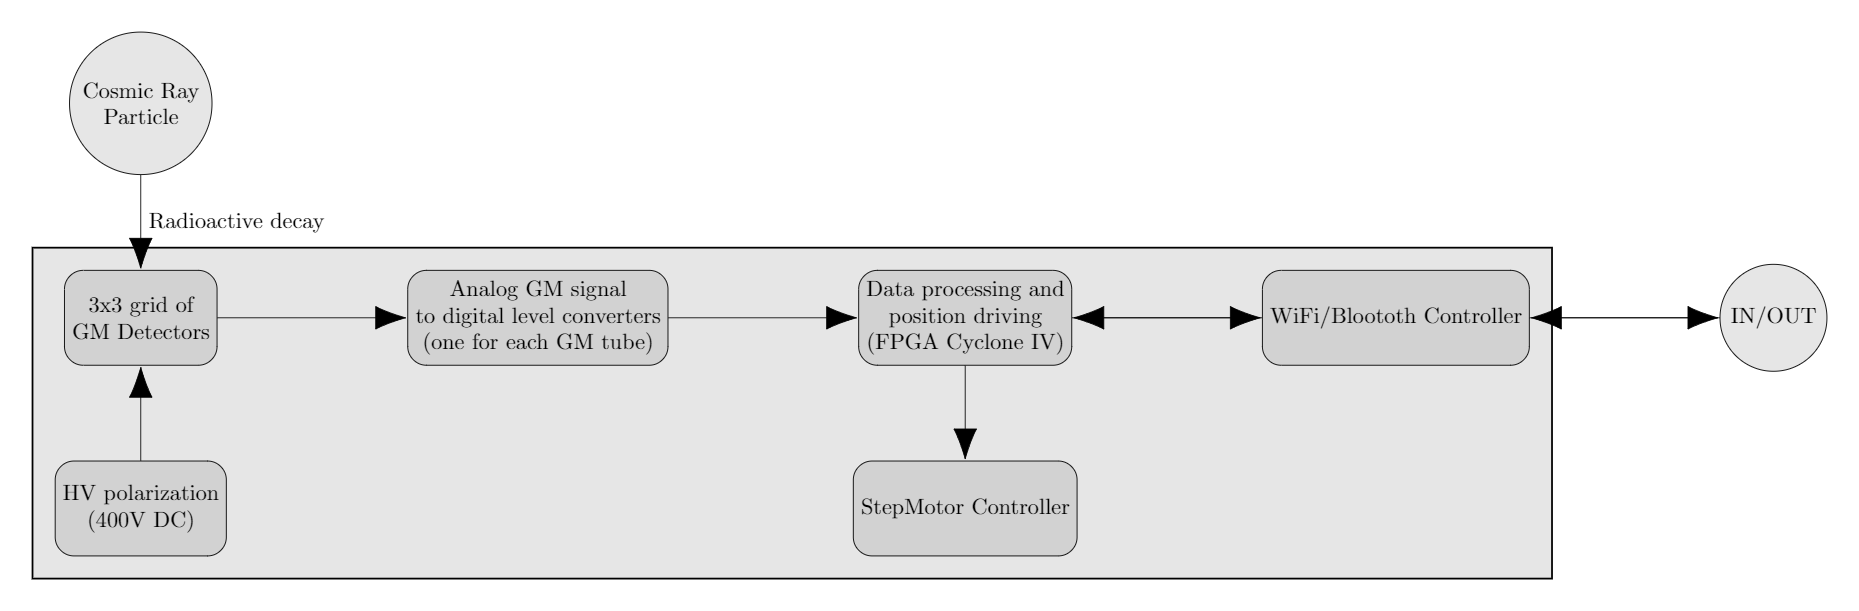 Cosmic Ray
Particle
Radioactive decay
3x3 grid of
GM Detectors
Analog GM signal
to digital level converters
(one for each GM tube)
Data processing and
position driving
(FPGA Cyclone IV)
WiFi/Bloototh Controller
IN/OUT
HV polarization
(400V DC)
StepMotor Controller